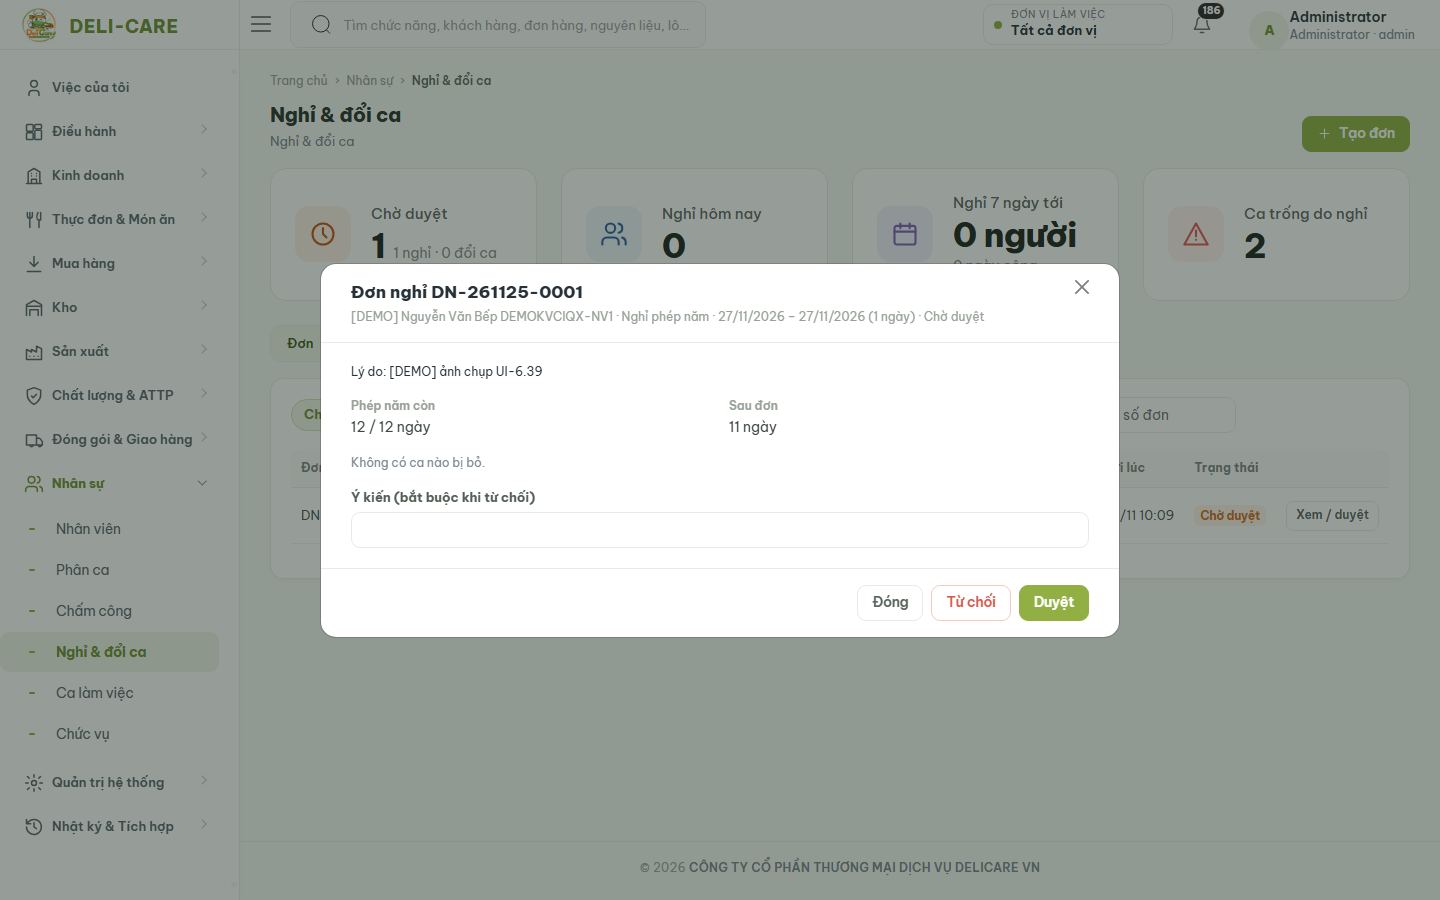 DELI-CARE
Tìm chức năng, khách hàng, đơn hàng, nguyên liệu, lô...
ĐƠN VỊ LÀM VIỆC
Tất cả đơn vị
186
A
Administrator
Administrator · admin
Việc của tôi
Điều hành
Kinh doanh
Thực đơn & Món ăn
Mua hàng
Kho
Sản xuất
Chất lượng & ATTP
Đóng gói & Giao hàng
Nhân sự
Nhân viên
Phân ca
Chấm công
Nghỉ & đổi ca
Ca làm việc
Chức vụ
Quản trị hệ thống
Nhật ký & Tích hợp
Trang chủ › Nhân sự › Nghỉ & đổi ca
Nghỉ & đổi ca
Nghỉ & đổi ca
+ Tạo đơn
Chờ duyệt
1 1 nghỉ · 0 đổi ca
Nghỉ hôm nay
0
Nghỉ 7 ngày tới
0 người
Ca trống do nghỉ
2
Đơn
số đơn
Trạng thái
DN
/11 10:09
Chờ duyệt
Xem / duyệt
Đơn nghỉ DN-261125-0001
[DEMO] Nguyễn Văn Bếp DEMOKVCIQX-NV1 · Nghỉ phép năm · 27/11/2026 – 27/11/2026 (1 ngày) · Chờ duyệt
Lý do: [DEMO] ảnh chụp UI-6.39
Phép năm còn
12 / 12 ngày
Sau đơn
11 ngày
Không có ca nào bị bỏ.
Ý kiến (bắt buộc khi từ chối)
Đóng
Từ chối
Duyệt
© 2026 CÔNG TY CỔ PHẦN THƯƠNG MẠI DỊCH VỤ DELICARE VN